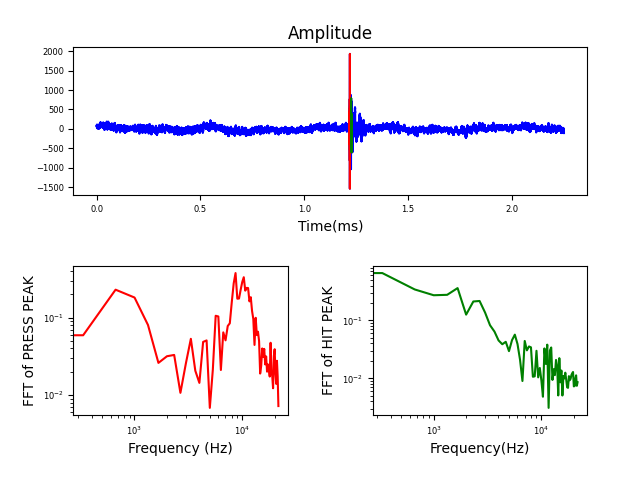 Amplitude
2000
1500
1000
500
0
−500
−1000
−1500
0.0 0.5 1.0 1.5 2.0
Time(ms)
FFT of PRESS PEAK
10⁻¹
10⁻²
10³ 10⁴
Frequency (Hz)
FFT of HIT PEAK
10⁻¹
10⁻²
10³ 10⁴
Frequency(Hz)